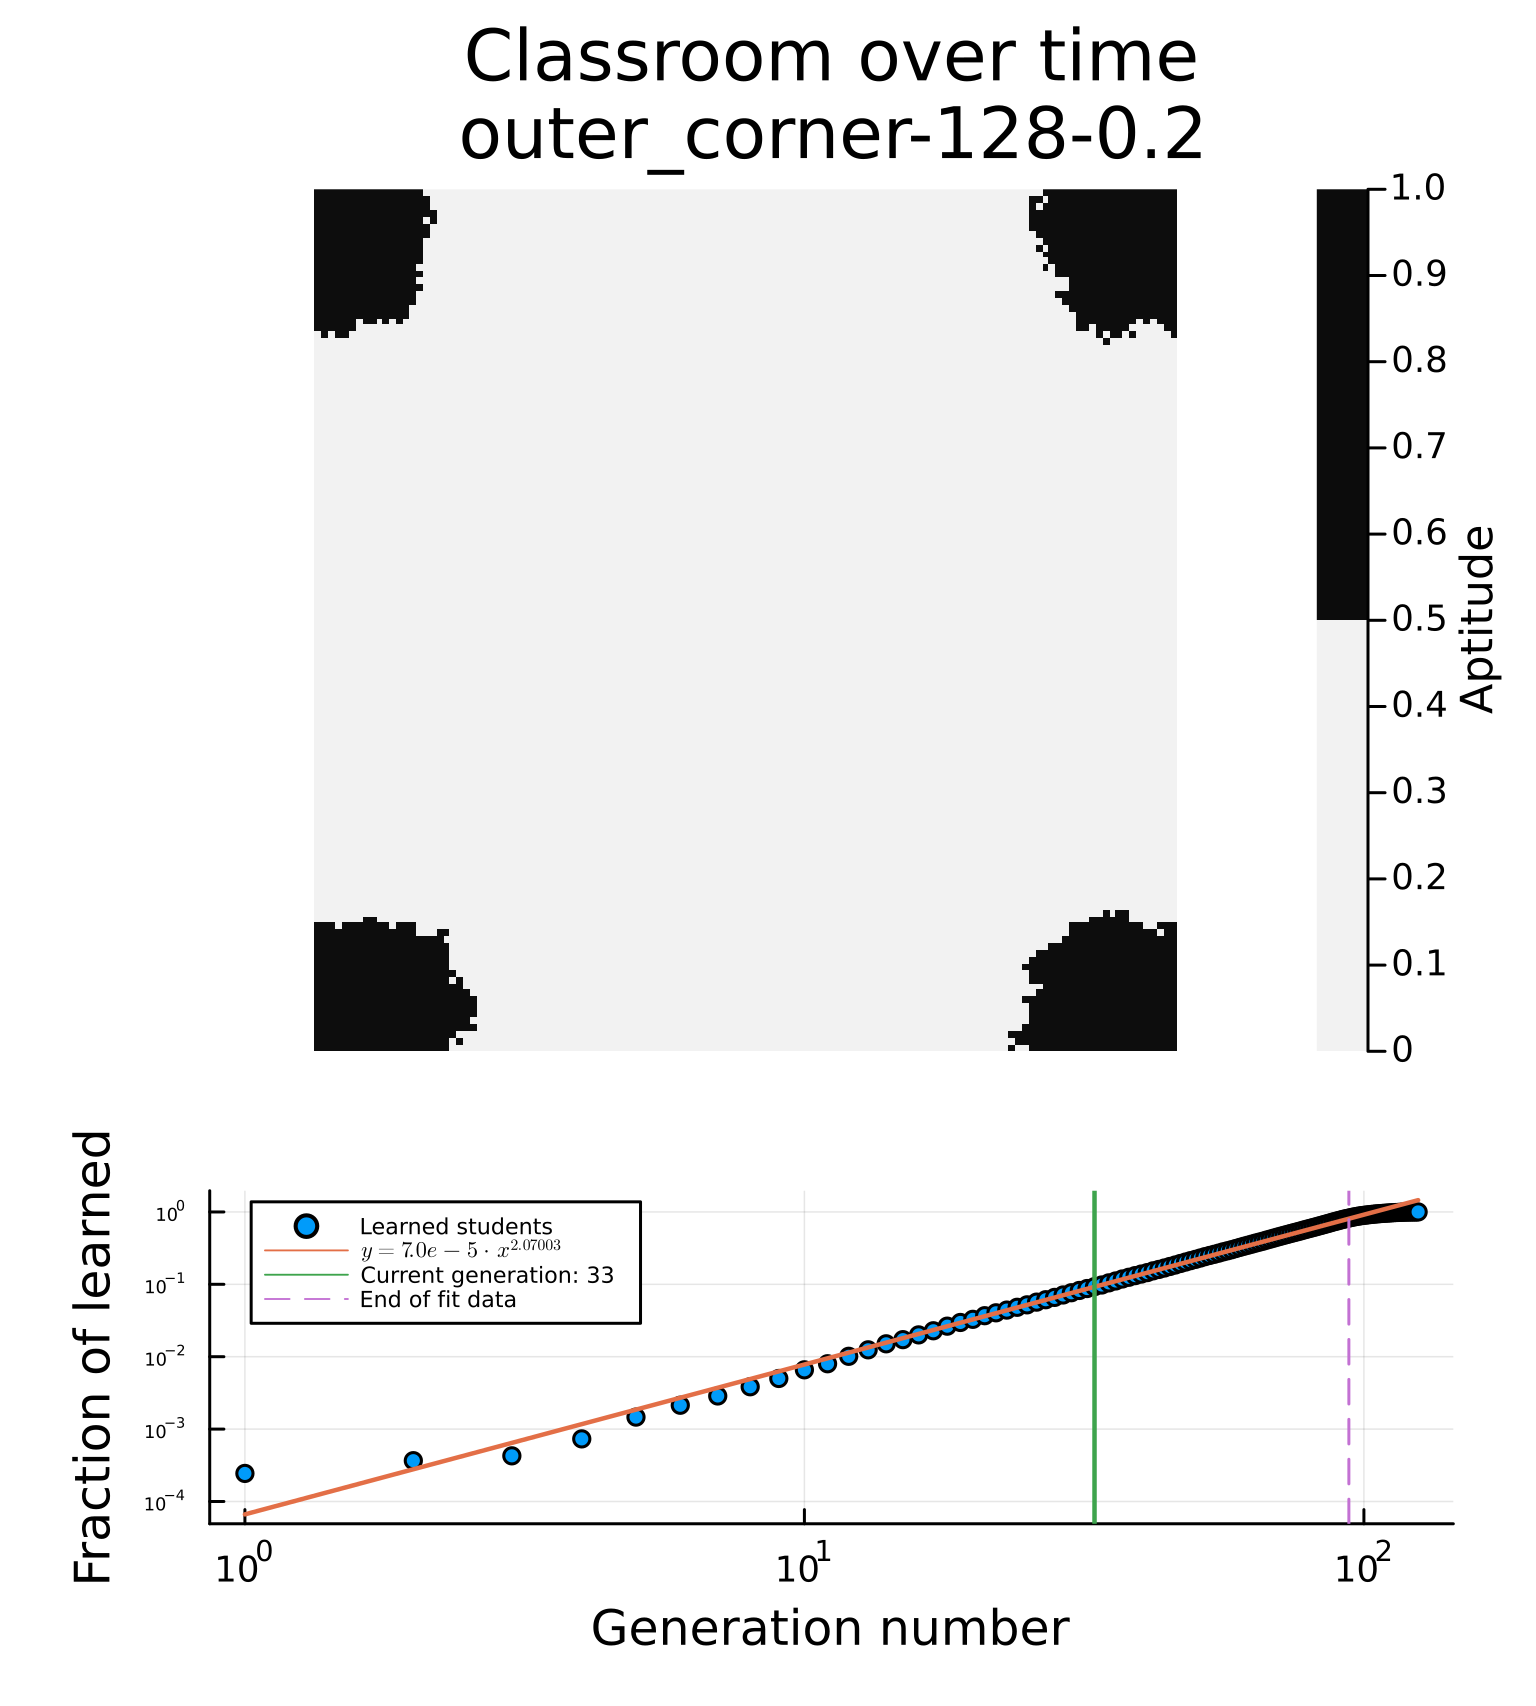 Classroom over time
outer_corner-128-0.2
1.0
0.9
0.8
0.7
0.6
0.5
0.4
0.3
0.2
0.1
0
Aptitude
Fraction of learned
10^0
10^-1
10^-2
10^-3
10^-4
Learned students
y = 7.0e − 5 · x^2.07003
Current generation: 33
End of fit data
10^0 10^1 10^2
Generation number